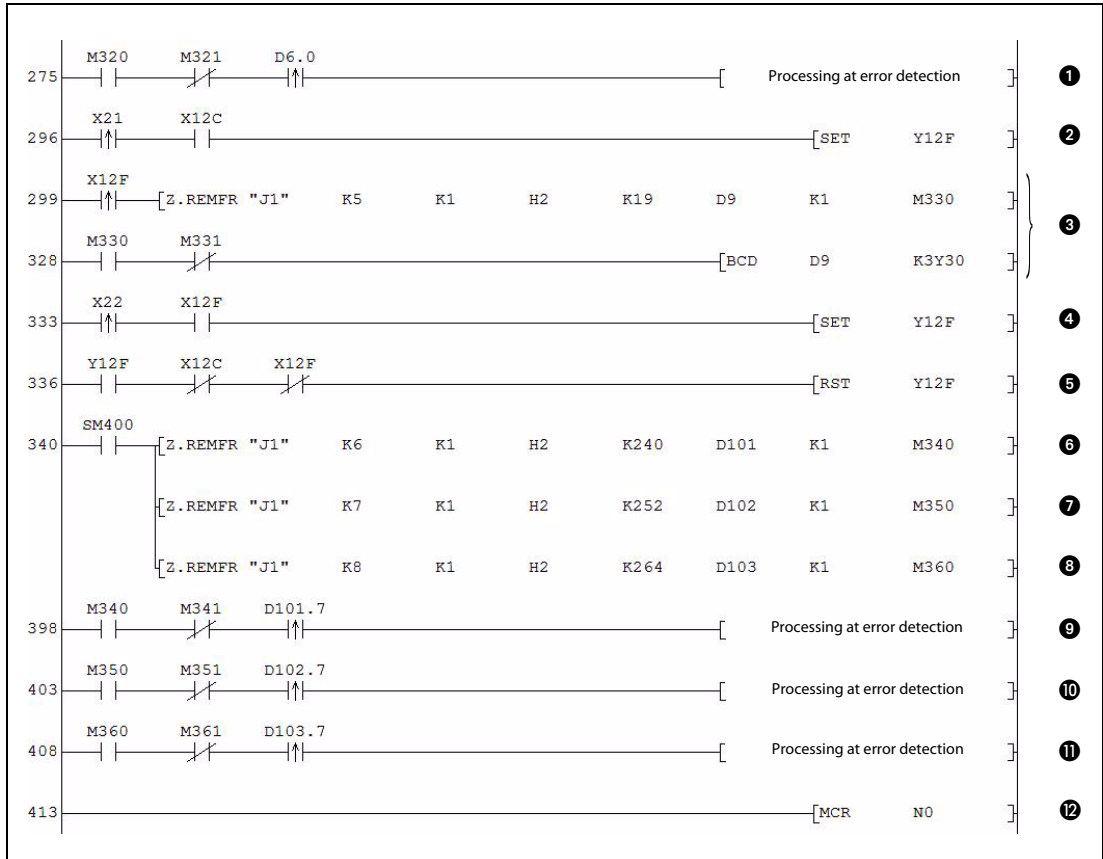 M320 M321 D6.0
275 Processing at error detection ❶
X21 X12C
296 SET Y12F ❷
X12F
299 Z.REMFR "J1" K5 K1 H2 K19 D9 K1 M330
❸
M330 M331
328 BCD D9 K3Y30
X22 X12F
333 SET Y12F ❹
Y12F X12C X12F
336 RST Y12F ❺
SM400
340 Z.REMFR "J1" K6 K1 H2 K240 D101 K1 M340 ❻
Z.REMFR "J1" K7 K1 H2 K252 D102 K1 M350 ❼
Z.REMFR "J1" K8 K1 H2 K264 D103 K1 M360 ❽
M340 M341 D101.7
398 Processing at error detection ❾
M350 M351 D102.7
403 Processing at error detection ❿
M360 M361 D103.7
408 Processing at error detection ⓫
413 MCR N0 ⓬